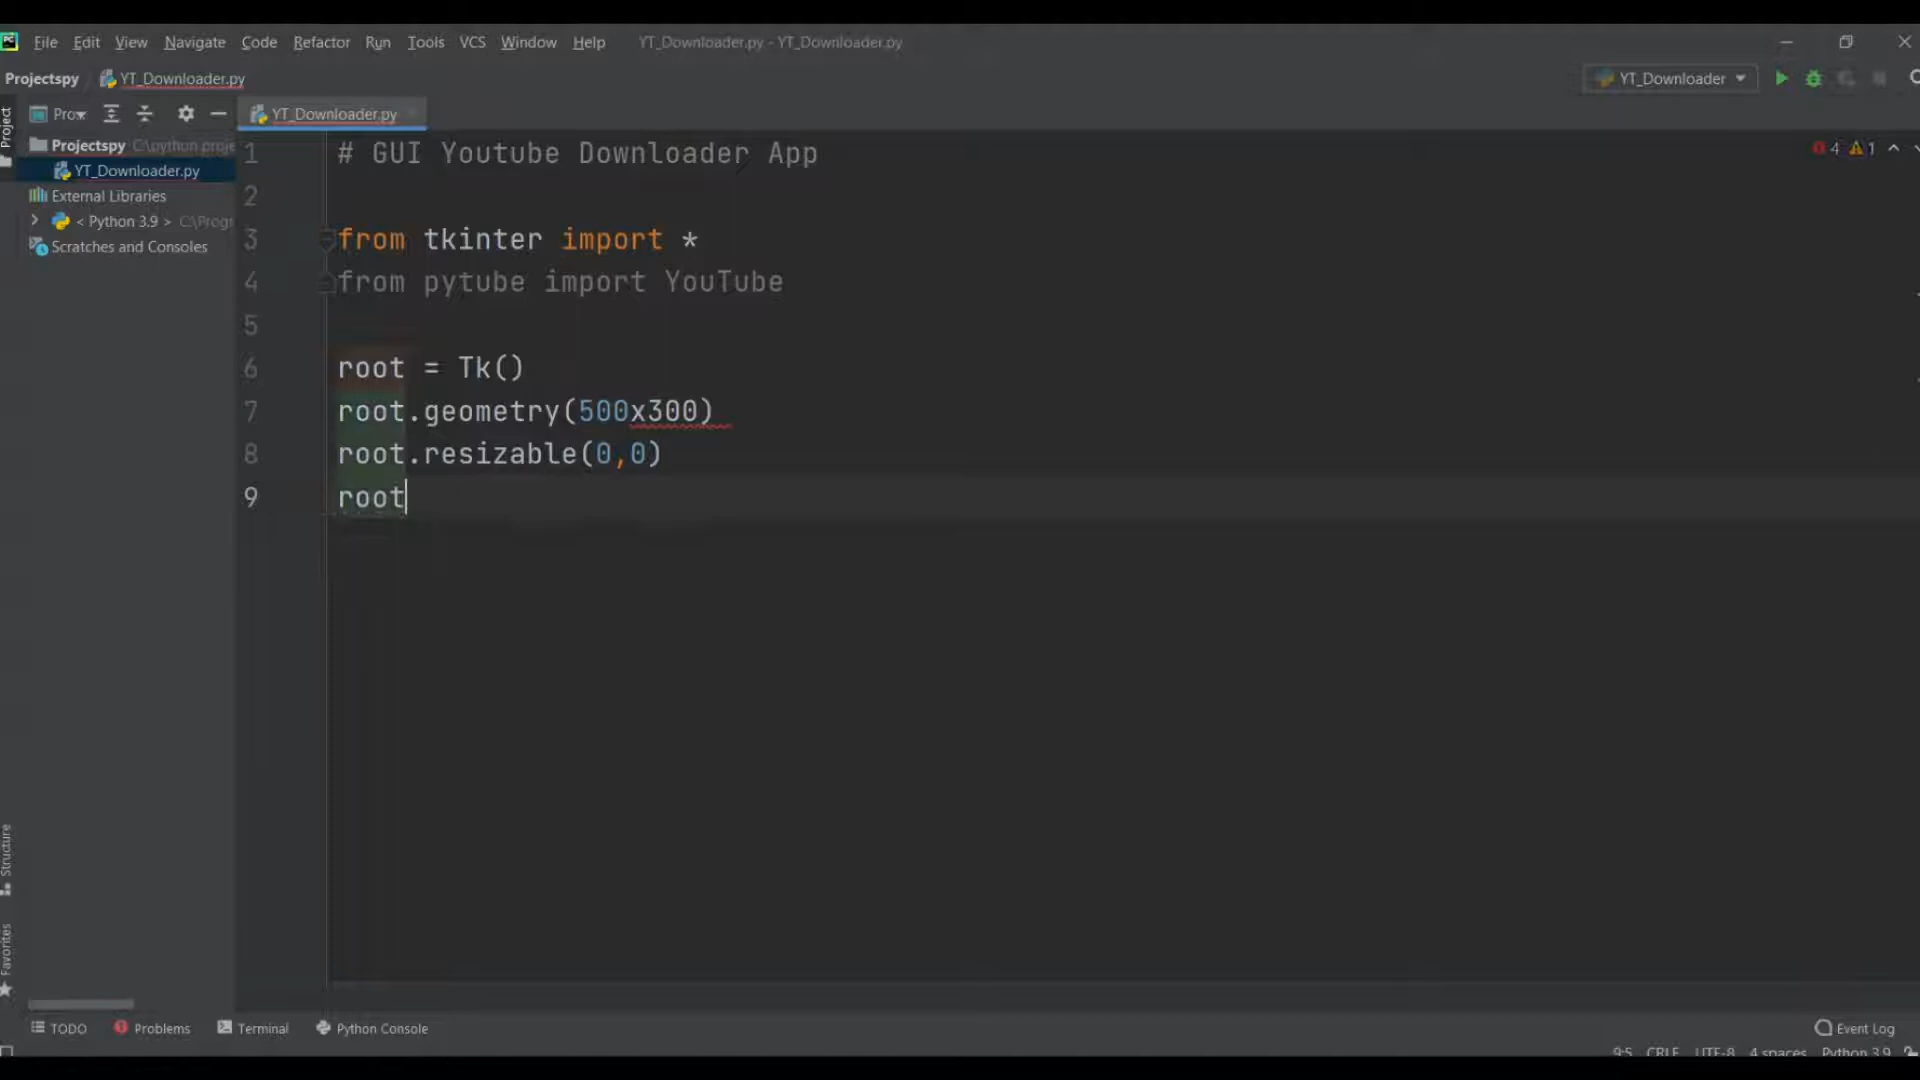 File Edit View Navigate Code Refactor Run Tools VCS Window Help YT_Downloader.py - YT_Downloader.py
Projectspy YT_Downloader.py YT_Downloader
Project
Pro YT_Downloader.py
Projectspy C:\python proje
YT_Downloader.py
External Libraries
< Python 3.9 > C:\Progr
Scratches and Consoles
4 1
1 # GUI Youtube Downloader App
2
3 from tkinter import *
4 from pytube import YouTube
5
6 root = Tk()
7 root.geometry(500x300)
8 root.resizable(0,0)
9 root
Structure
Favorites
TODO Problems Terminal Python Console Event Log
9:5 CRLF UTF-8 4 spaces Python 3.9